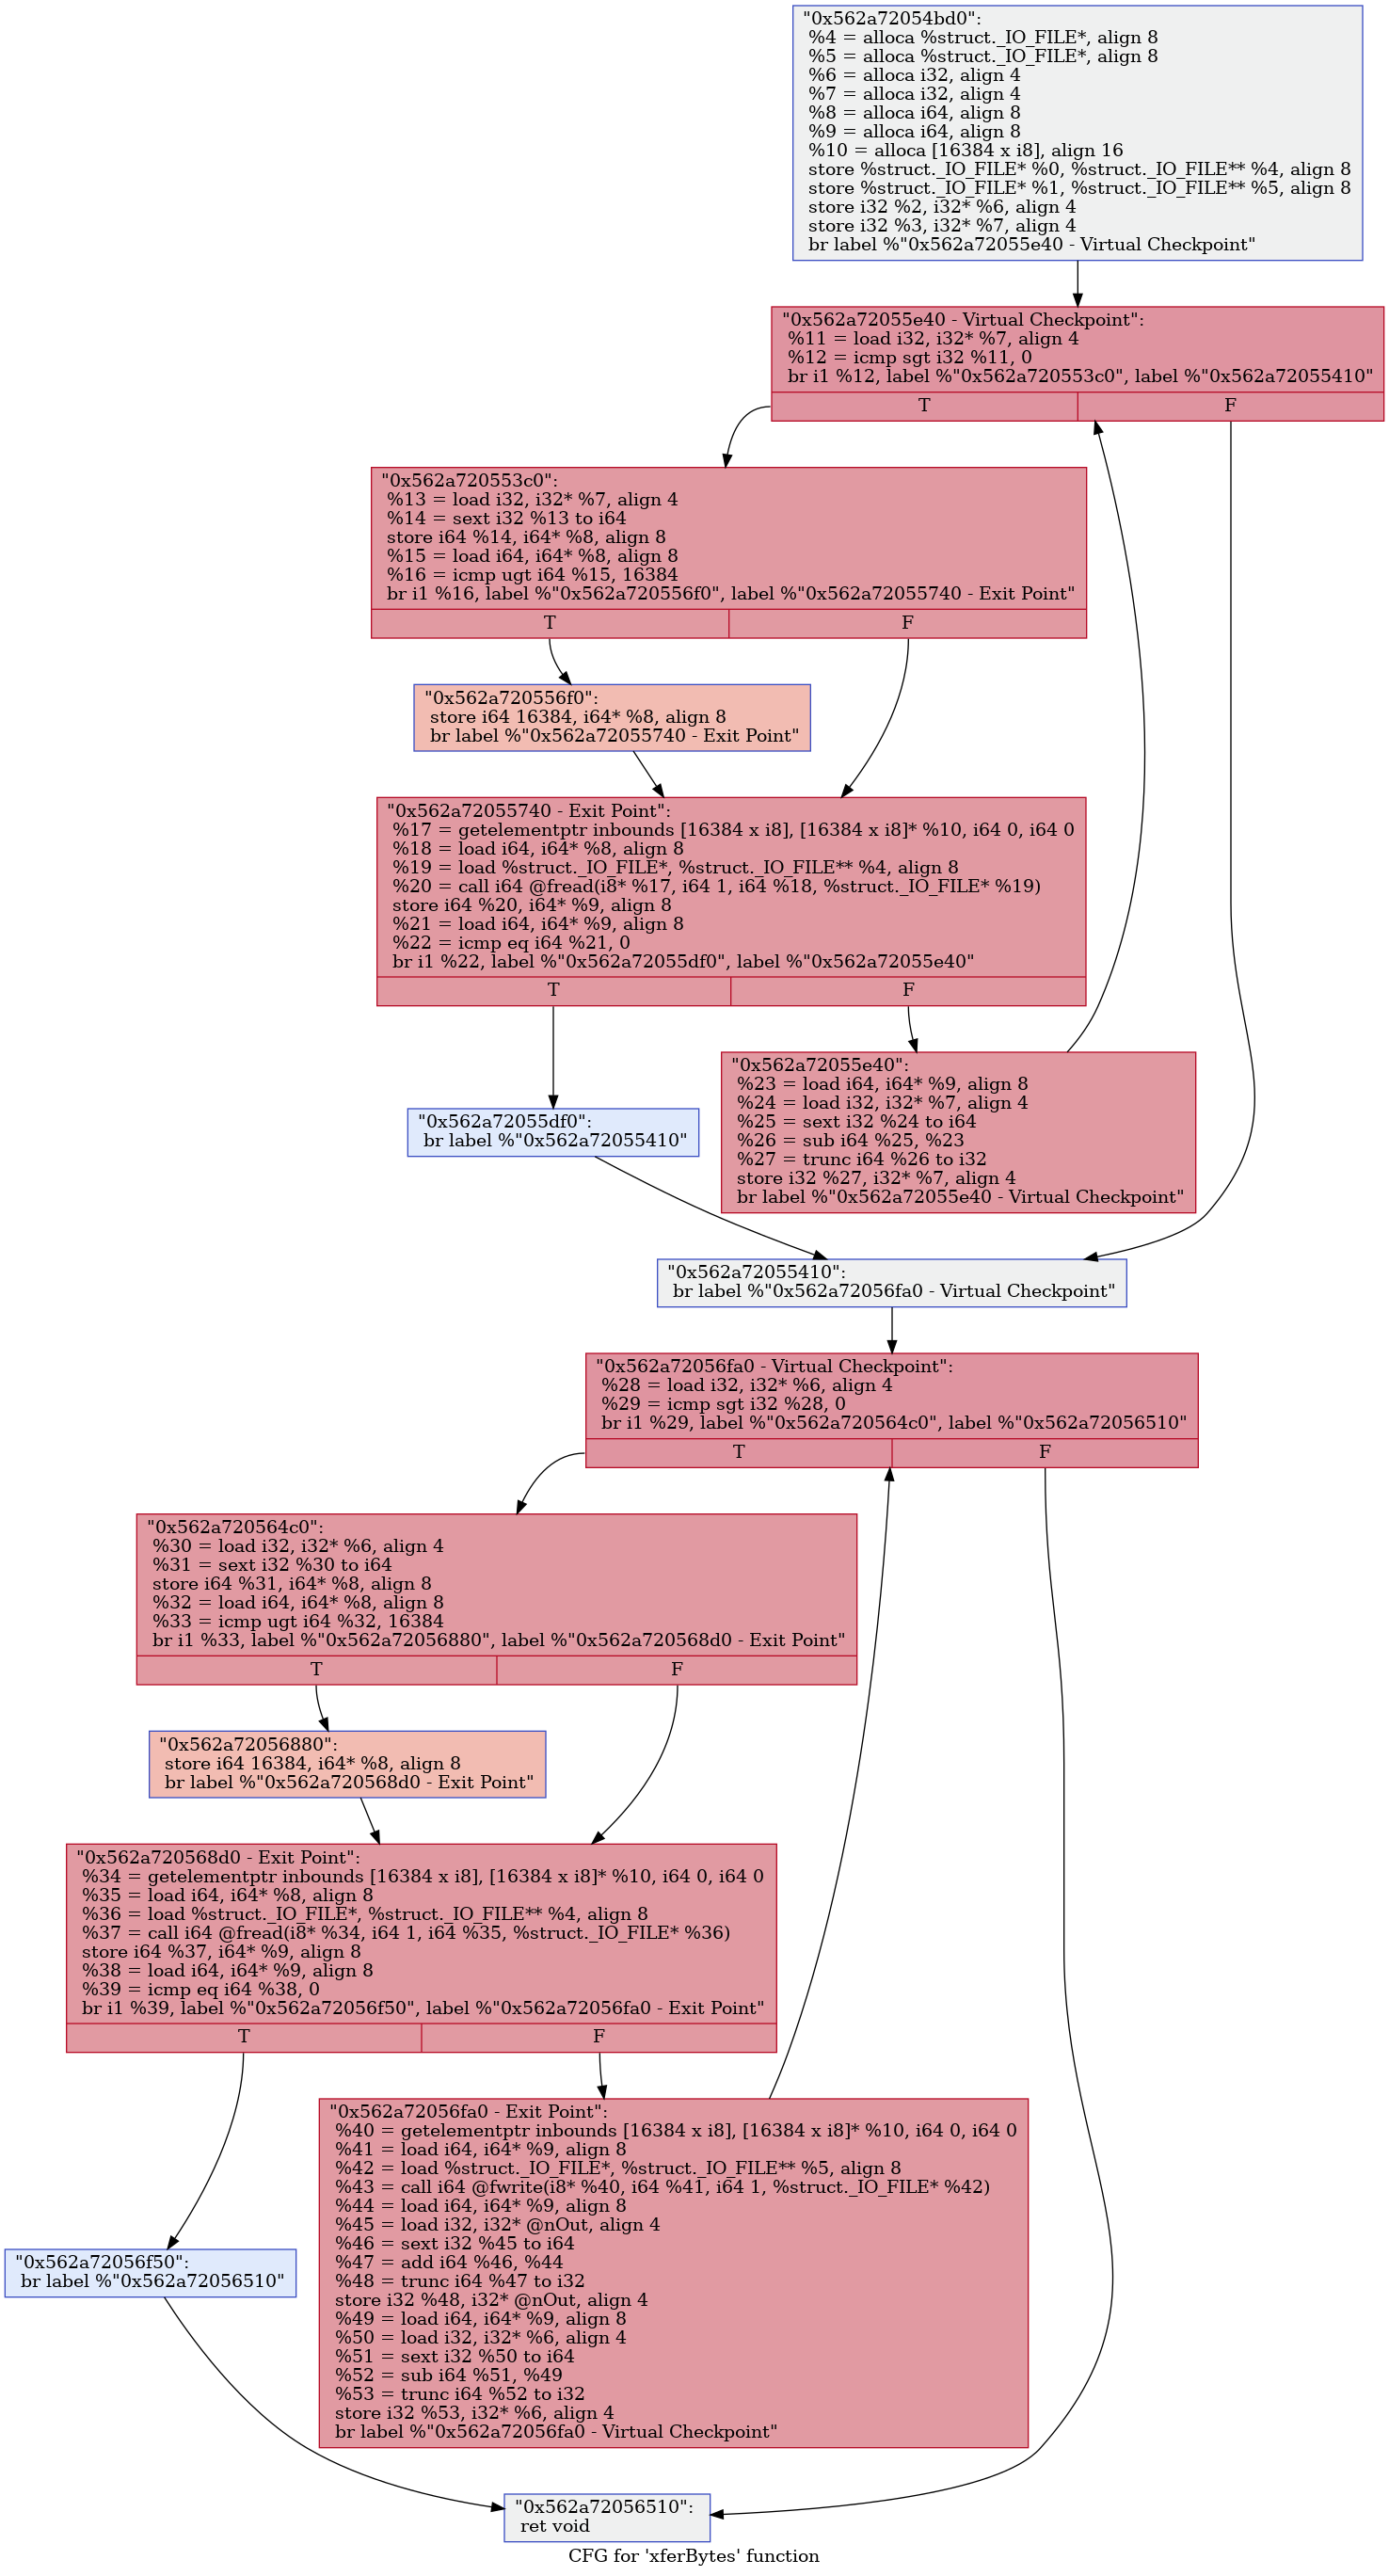 "0x562a72054bd0":
%4 = alloca %struct._IO_FILE*, align 8
%5 = alloca %struct._IO_FILE*, align 8
%6 = alloca i32, align 4
%7 = alloca i32, align 4
%8 = alloca i64, align 8
%9 = alloca i64, align 8
%10 = alloca [16384 x i8], align 16
store %struct._IO_FILE* %0, %struct._IO_FILE** %4, align 8
store %struct._IO_FILE* %1, %struct._IO_FILE** %5, align 8
store i32 %2, i32* %6, align 4
store i32 %3, i32* %7, align 4
br label %"0x562a72055e40 - Virtual Checkpoint"
"0x562a72055e40 - Virtual Checkpoint":
%11 = load i32, i32* %7, align 4
%12 = icmp sgt i32 %11, 0
br i1 %12, label %"0x562a720553c0", label %"0x562a72055410"
T F
"0x562a720553c0":
%13 = load i32, i32* %7, align 4
%14 = sext i32 %13 to i64
store i64 %14, i64* %8, align 8
%15 = load i64, i64* %8, align 8
%16 = icmp ugt i64 %15, 16384
br i1 %16, label %"0x562a720556f0", label %"0x562a72055740 - Exit Point"
T F
"0x562a720556f0":
store i64 16384, i64* %8, align 8
br label %"0x562a72055740 - Exit Point"
"0x562a72055740 - Exit Point":
%17 = getelementptr inbounds [16384 x i8], [16384 x i8]* %10, i64 0, i64 0
%18 = load i64, i64* %8, align 8
%19 = load %struct._IO_FILE*, %struct._IO_FILE** %4, align 8
%20 = call i64 @fread(i8* %17, i64 1, i64 %18, %struct._IO_FILE* %19)
store i64 %20, i64* %9, align 8
%21 = load i64, i64* %9, align 8
%22 = icmp eq i64 %21, 0
br i1 %22, label %"0x562a72055df0", label %"0x562a72055e40"
T F
"0x562a72055e40":
%23 = load i64, i64* %9, align 8
%24 = load i32, i32* %7, align 4
%25 = sext i32 %24 to i64
%26 = sub i64 %25, %23
%27 = trunc i64 %26 to i32
store i32 %27, i32* %7, align 4
br label %"0x562a72055e40 - Virtual Checkpoint"
"0x562a72055df0":
br label %"0x562a72055410"
"0x562a72055410":
br label %"0x562a72056fa0 - Virtual Checkpoint"
"0x562a72056fa0 - Virtual Checkpoint":
%28 = load i32, i32* %6, align 4
%29 = icmp sgt i32 %28, 0
br i1 %29, label %"0x562a720564c0", label %"0x562a72056510"
T F
"0x562a720564c0":
%30 = load i32, i32* %6, align 4
%31 = sext i32 %30 to i64
store i64 %31, i64* %8, align 8
%32 = load i64, i64* %8, align 8
%33 = icmp ugt i64 %32, 16384
br i1 %33, label %"0x562a72056880", label %"0x562a720568d0 - Exit Point"
T F
"0x562a72056880":
store i64 16384, i64* %8, align 8
br label %"0x562a720568d0 - Exit Point"
"0x562a720568d0 - Exit Point":
%34 = getelementptr inbounds [16384 x i8], [16384 x i8]* %10, i64 0, i64 0
%35 = load i64, i64* %8, align 8
%36 = load %struct._IO_FILE*, %struct._IO_FILE** %4, align 8
%37 = call i64 @fread(i8* %34, i64 1, i64 %35, %struct._IO_FILE* %36)
store i64 %37, i64* %9, align 8
%38 = load i64, i64* %9, align 8
%39 = icmp eq i64 %38, 0
br i1 %39, label %"0x562a72056f50", label %"0x562a72056fa0 - Exit Point"
T F
"0x562a72056fa0 - Exit Point":
%40 = getelementptr inbounds [16384 x i8], [16384 x i8]* %10, i64 0, i64 0
%41 = load i64, i64* %9, align 8
%42 = load %struct._IO_FILE*, %struct._IO_FILE** %5, align 8
%43 = call i64 @fwrite(i8* %40, i64 %41, i64 1, %struct._IO_FILE* %42)
%44 = load i64, i64* %9, align 8
%45 = load i32, i32* @nOut, align 4
%46 = sext i32 %45 to i64
%47 = add i64 %46, %44
%48 = trunc i64 %47 to i32
store i32 %48, i32* @nOut, align 4
%49 = load i64, i64* %9, align 8
%50 = load i32, i32* %6, align 4
%51 = sext i32 %50 to i64
%52 = sub i64 %51, %49
%53 = trunc i64 %52 to i32
store i32 %53, i32* %6, align 4
br label %"0x562a72056fa0 - Virtual Checkpoint"
"0x562a72056f50":
br label %"0x562a72056510"
"0x562a72056510":
ret void
CFG for 'xferBytes' function